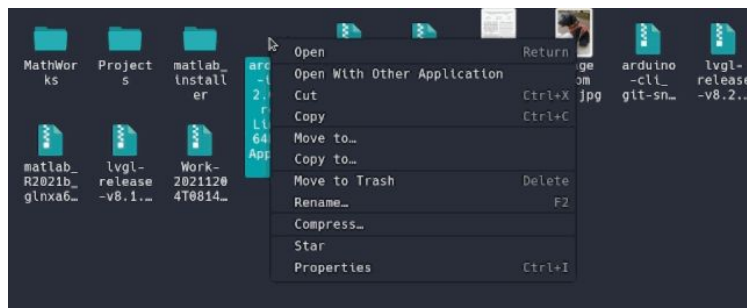 MathWor
ks
Project
s
matlab_
install
er
matlab_
R2021b_
glnxa6…
lvgl-
release
-v8.1.…
Work-
2021120
4T0814…
Open Return
Open With Other Application
Cut Ctrl+X
Copy Ctrl+C
Move to…
Copy to…
Move to Trash Delete
Rename… F2
Compress…
Star
Properties Ctrl+I
jpg
arduino
-cli_
git-sn…
lvgl-
release
-v8.2..